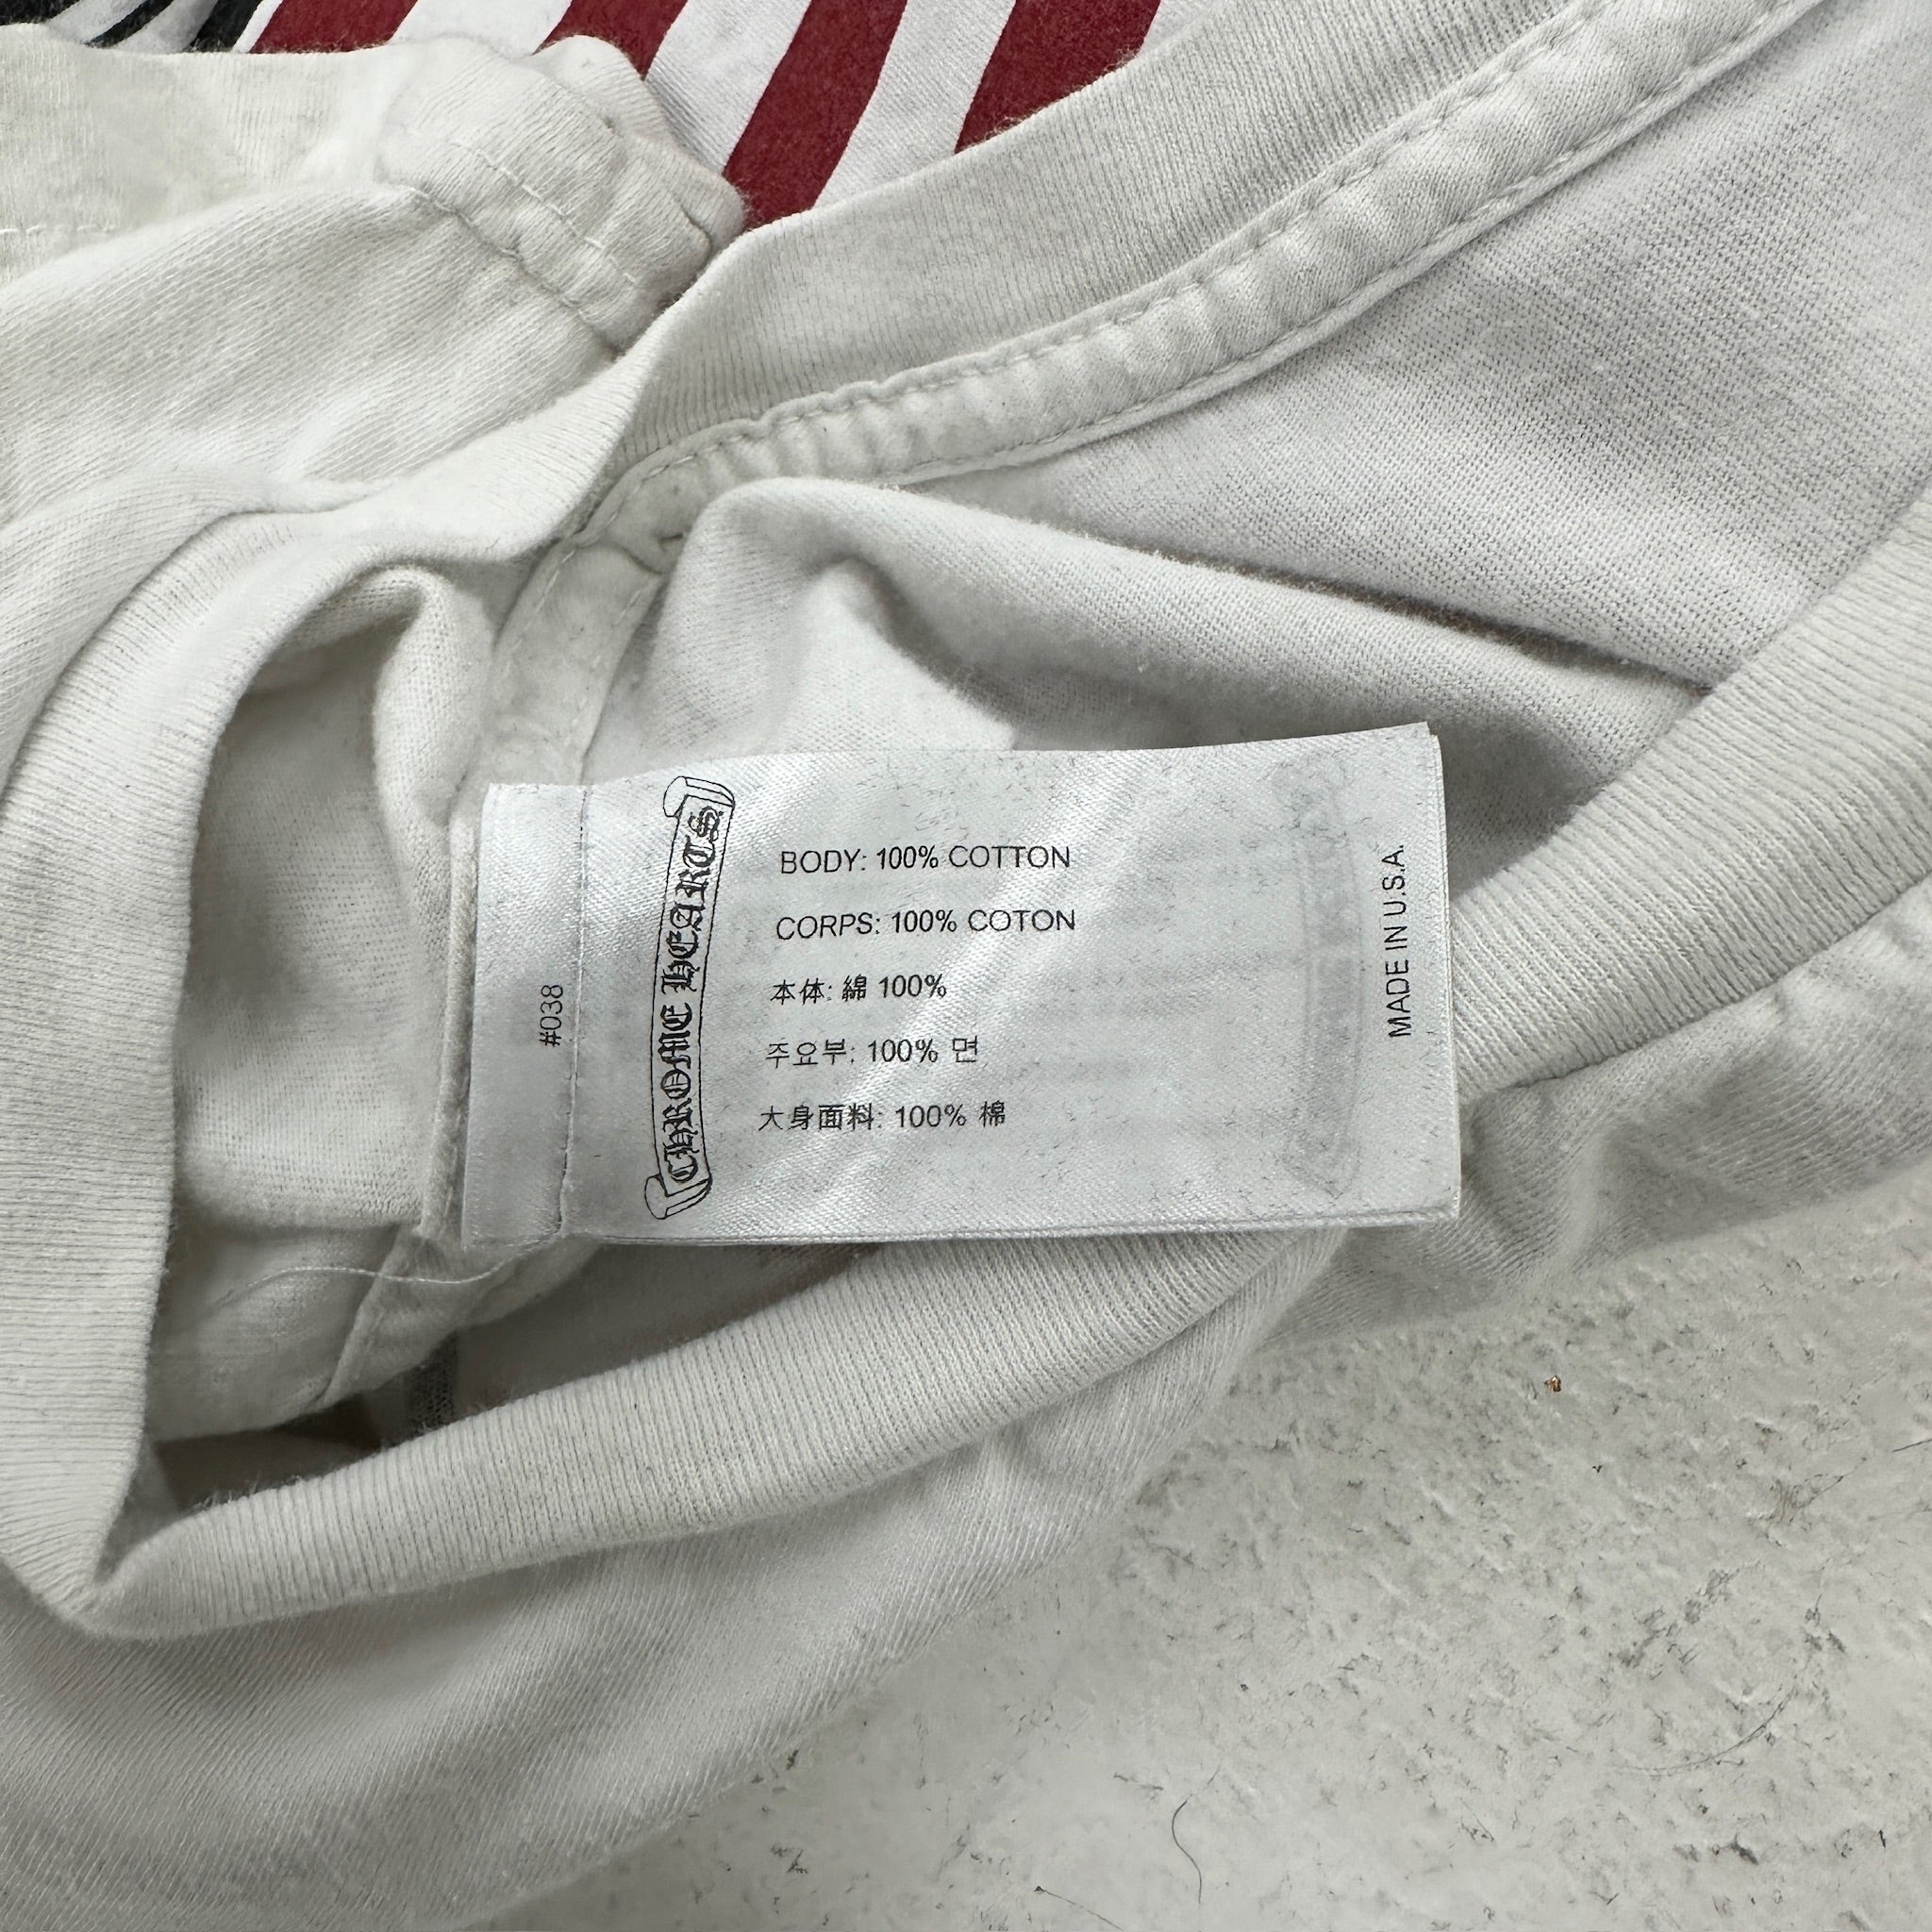 #038
CHROME HEARTS
BODY: 100% COTTON
CORPS: 100% COTON
本体: 綿 100%
주요부: 100% 면
大身面料: 100% 棉
MADE IN U.S.A.